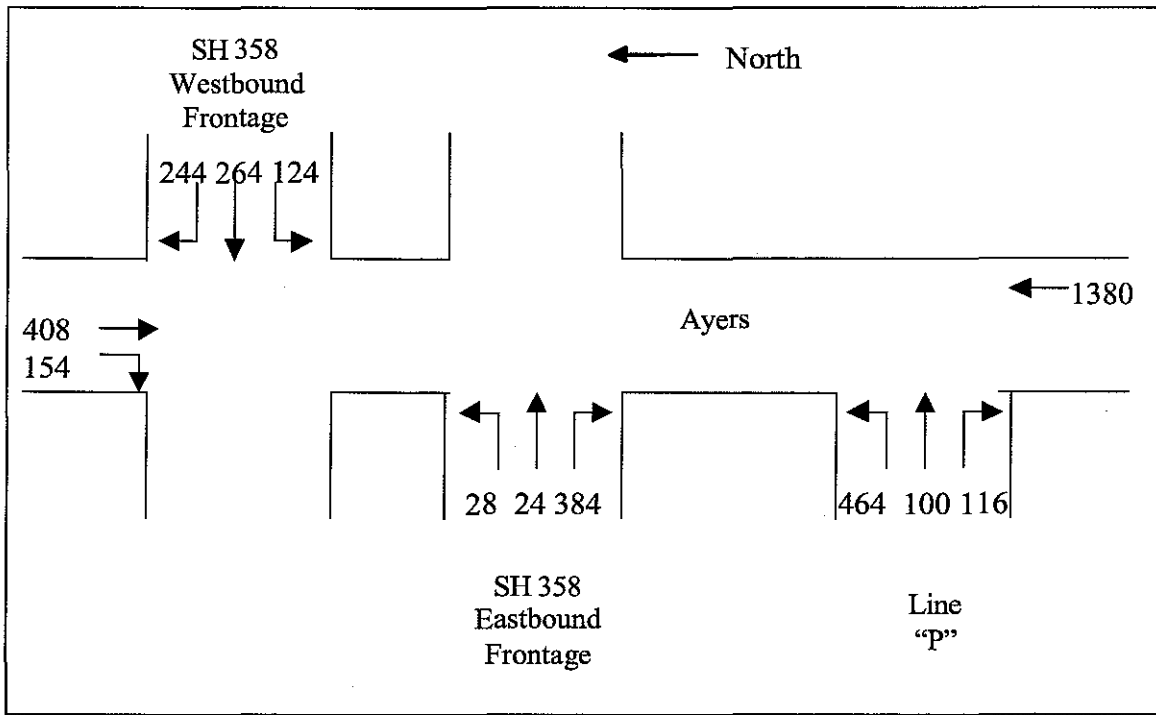 SH 358
Westbound
Frontage
North
244 264 124
1380
408
Ayers
154
28 24 384
464 100 116
SH 358
Eastbound
Frontage
Line
“P”